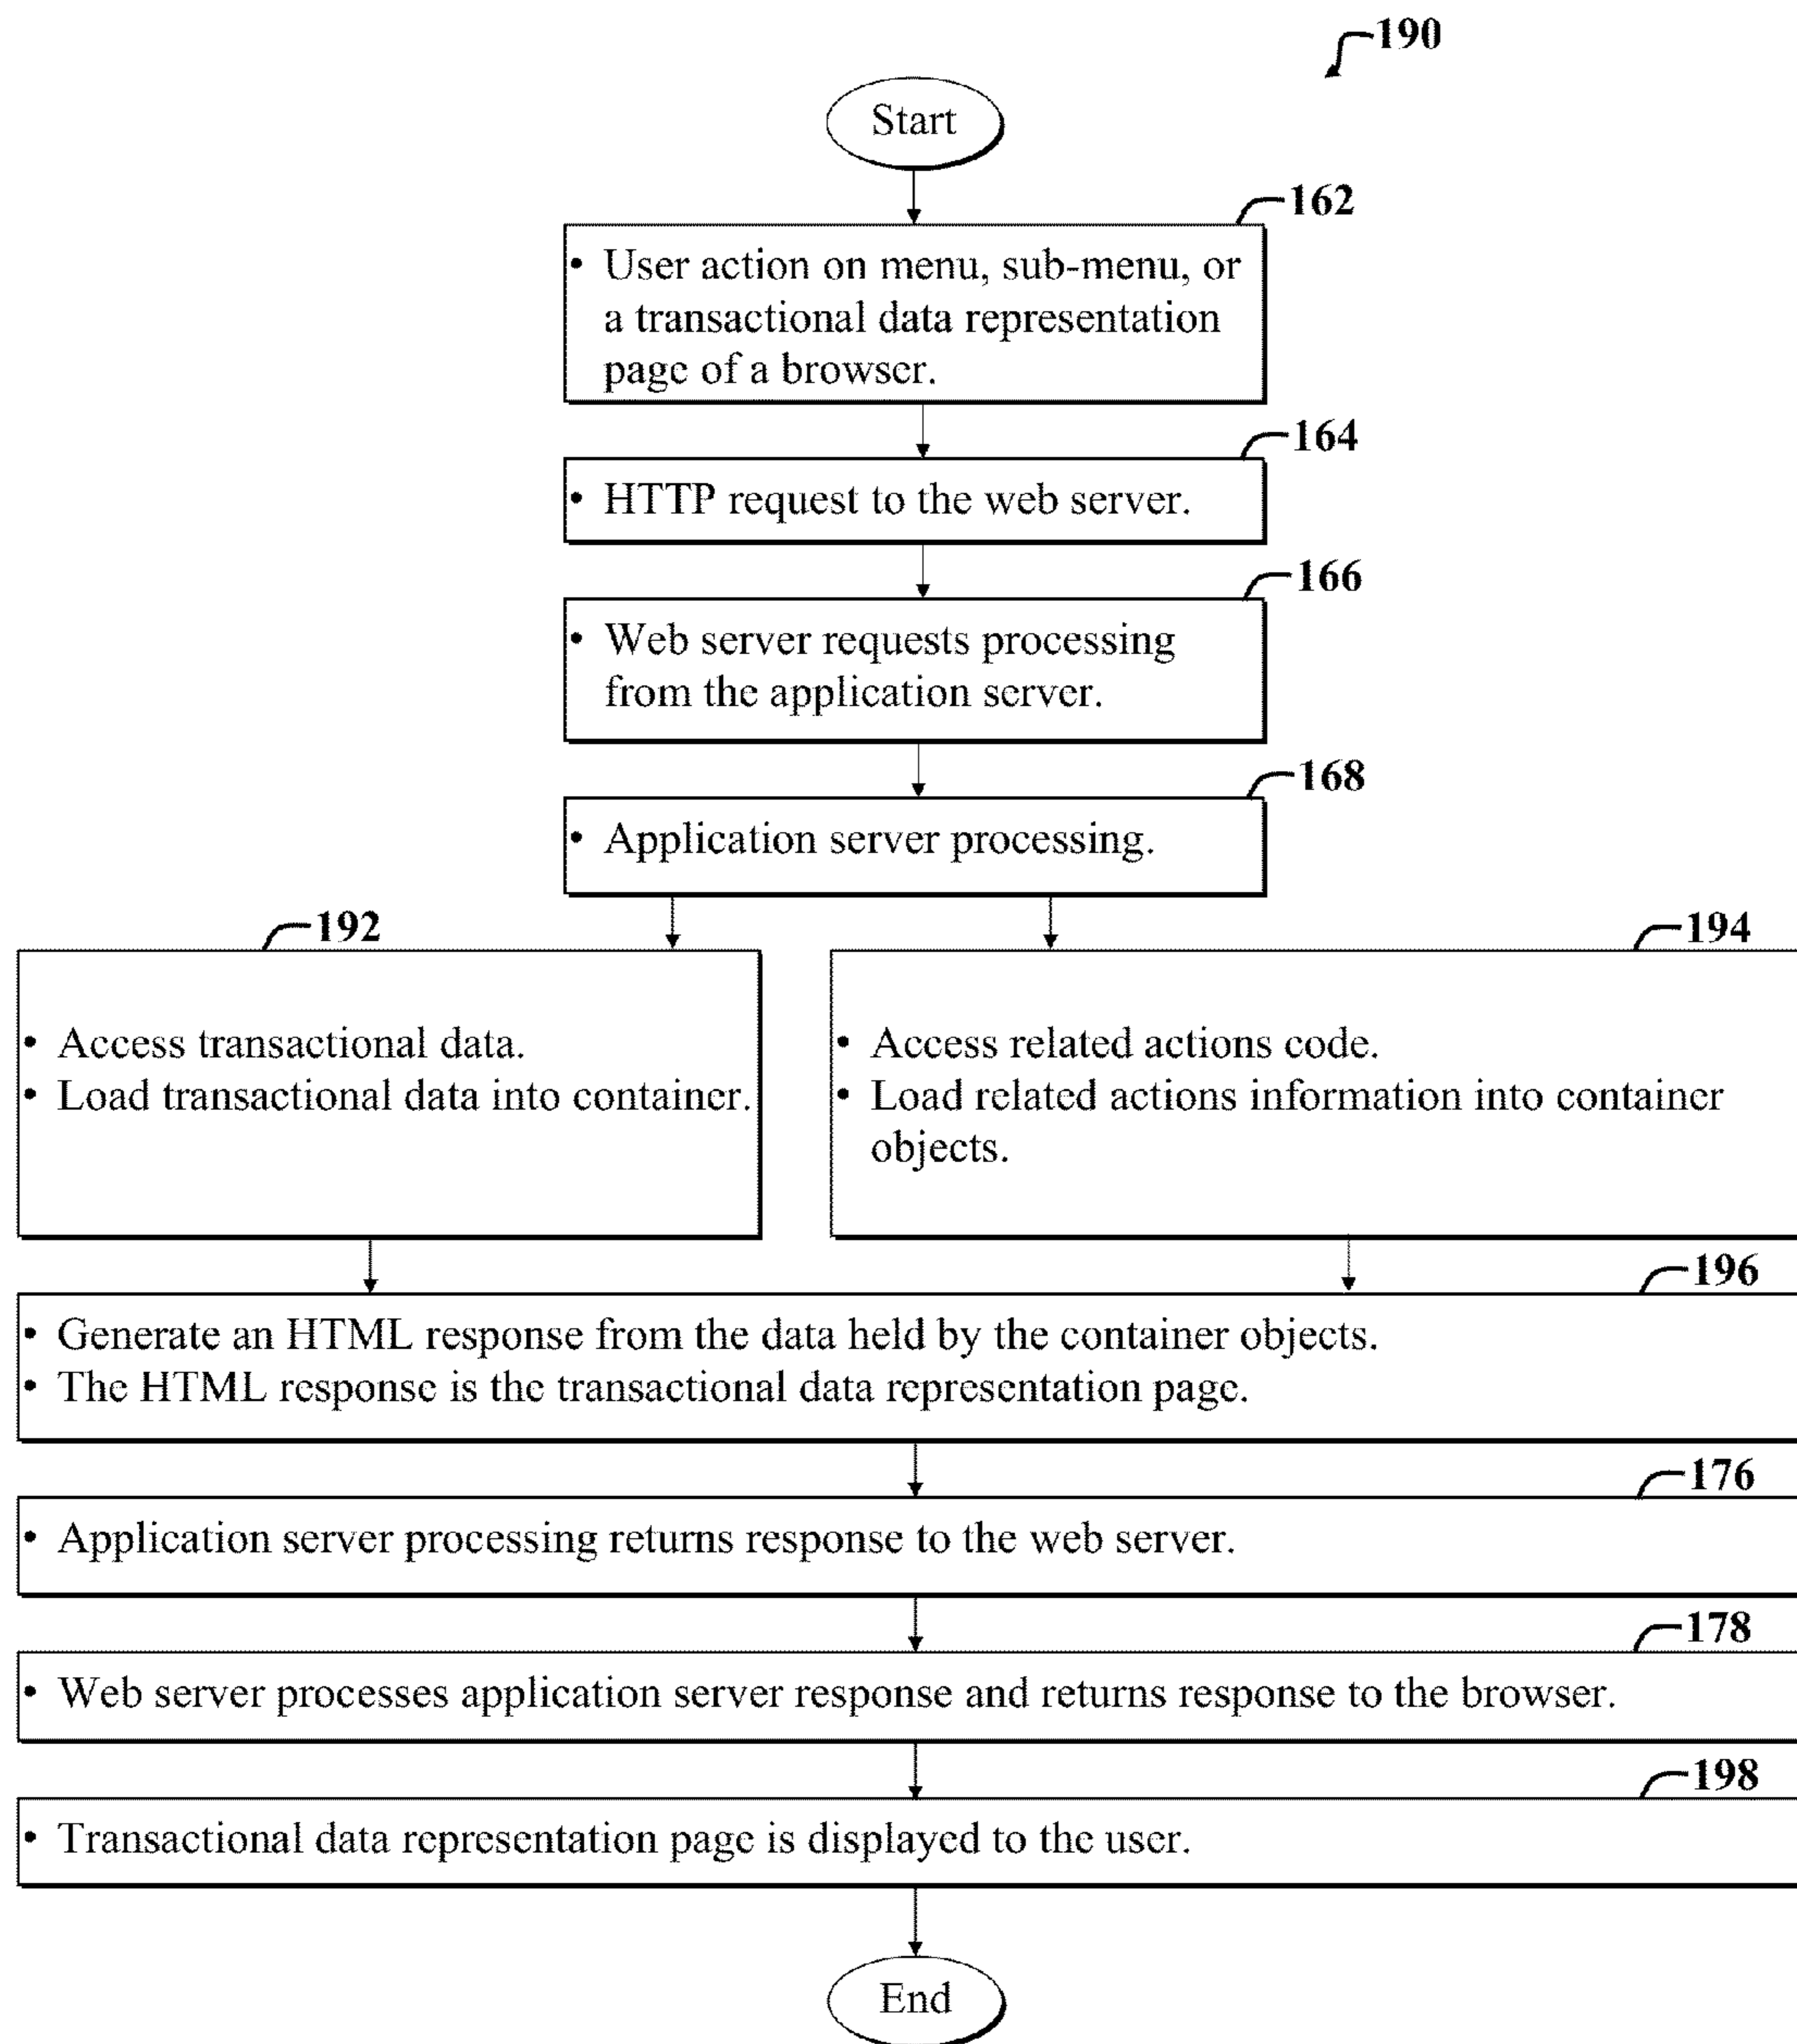 190
Start
162
• User action on menu, sub-menu, or
a transactional data representation
page of a browser.
164
• HTTP request to the web server.
166
• Web server requests processing
from the application server.
168
• Application server processing.
192
• Access transactional data.
• Load transactional data into container.
194
• Access related actions code.
• Load related actions information into container
objects.
196
• Generate an HTML response from the data held by the container objects.
• The HTML response is the transactional data representation page.
176
• Application server processing returns response to the web server.
178
• Web server processes application server response and returns response to the browser.
198
• Transactional data representation page is displayed to the user.
End